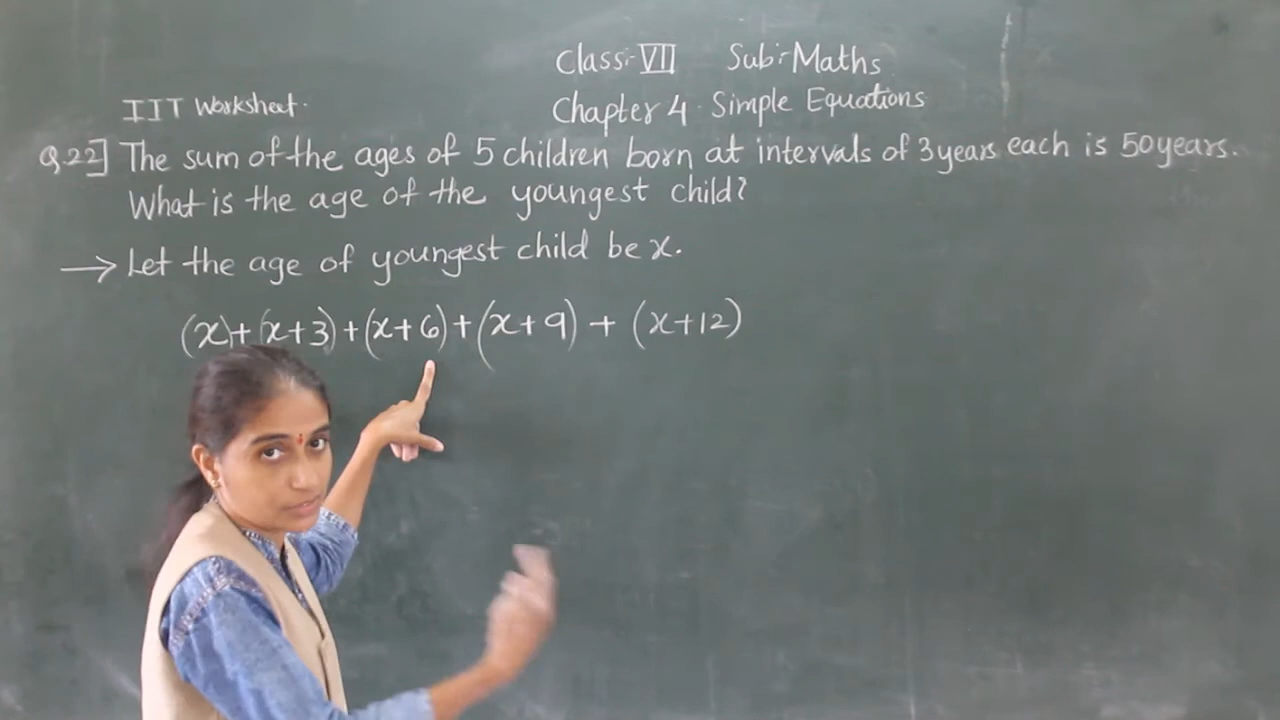 Class:- VII Sub:- Maths
IIT Worksheet.
Chapter 4. Simple Equations
Q.22] The sum of the ages of 5 children born at intervals of 3 years each is 50 years.
What is the age of the youngest child?
→ Let the age of youngest child be x.
(x) + (x+3) + (x+6) + (x+9) + (x+12)